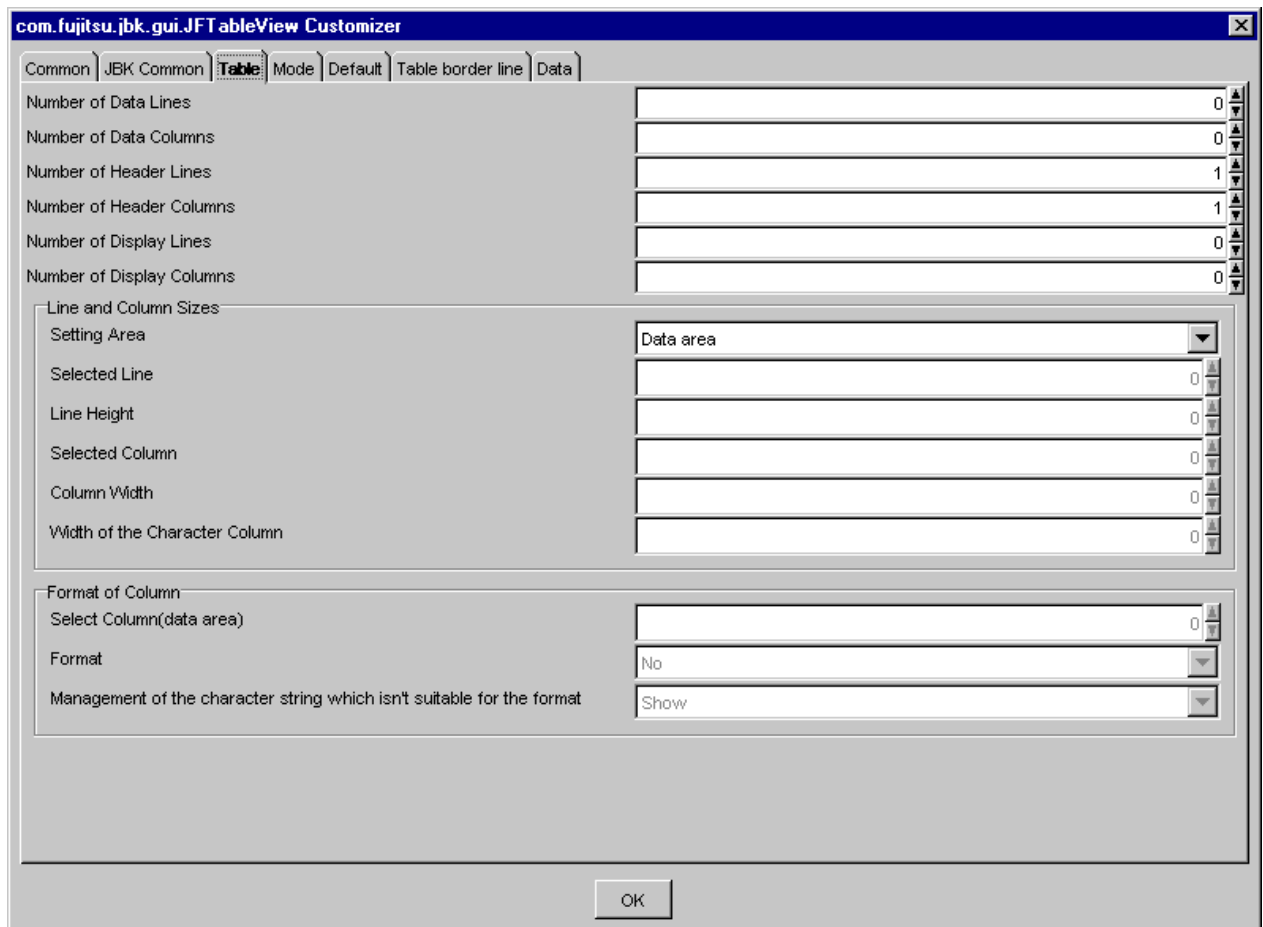 com.fujitsu.jbk.gui.JFTableView Customizer
Common JBK Common Table Mode Default Table border line Data
Number of Data Lines 0
Number of Data Columns 0
Number of Header Lines 1
Number of Header Columns 1
Number of Display Lines 0
Number of Display Columns 0
Line and Column Sizes
Setting Area Data area
Selected Line 0
Line Height 0
Selected Column 0
Column Width 0
Width of the Character Column 0
Format of Column
Select Column(data area) 0
Format No
Management of the character string which isn't suitable for the format Show
OK